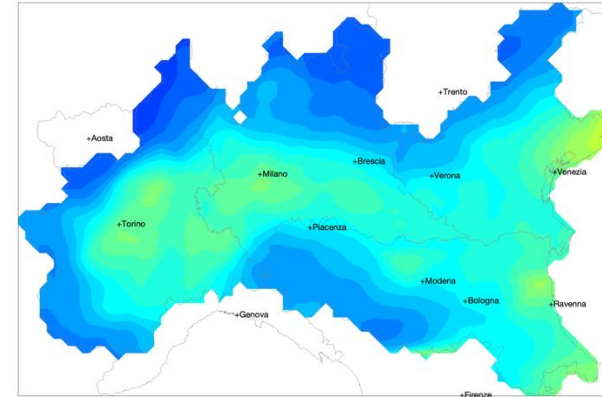 +Trento
+Aosta
+Brescia
+Milano
+Verona
+Venezia
+Torino
+Piacenza
+Modena
+Bologna
+Ravenna
+Genova
+Firenze